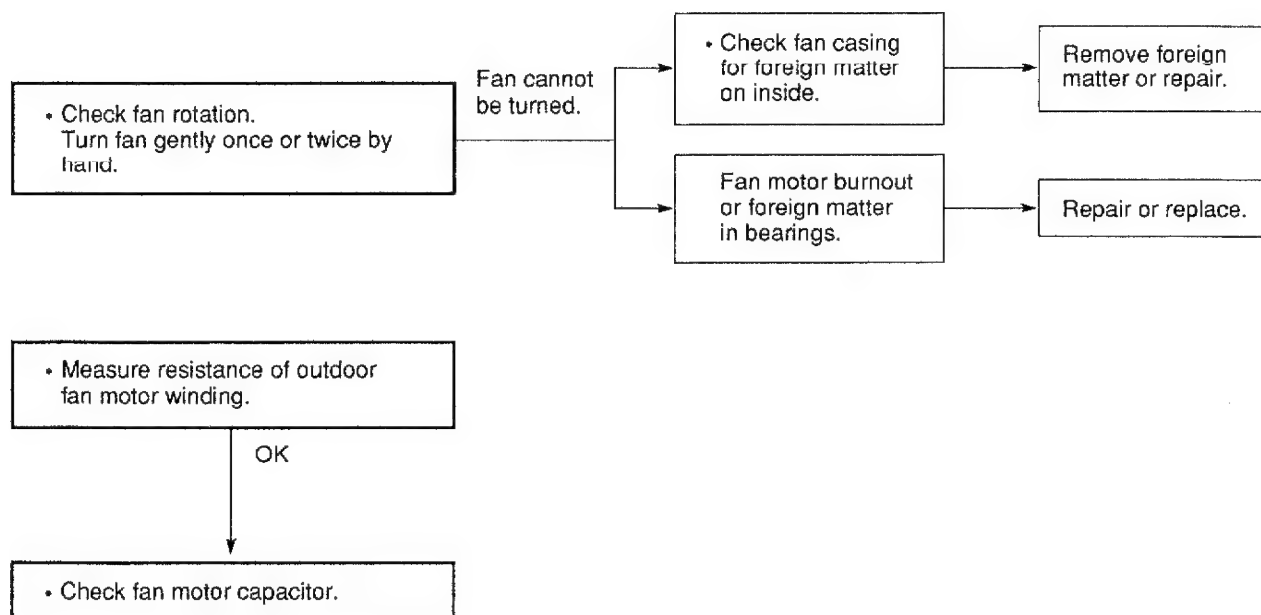 • Check fan rotation.
Turn fan gently once or twice by
hand.
Fan cannot
be turned.
• Check fan casing
for foreign matter
on inside.
Remove foreign
matter or repair.
Fan motor burnout
or foreign matter
in bearings.
Repair or replace.
• Measure resistance of outdoor
fan motor winding.
OK
• Check fan motor capacitor.